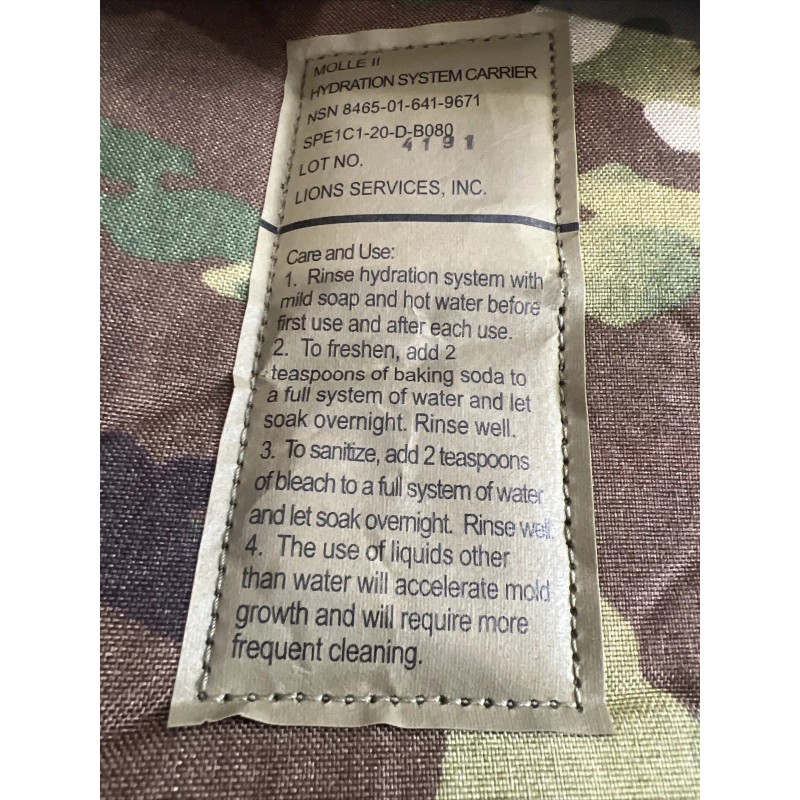 MOLLE II
HYDRATION SYSTEM CARRIER
NSN 8465-01-641-9671
SPE1C1-20-D-B080
4191
LOT NO.
LIONS SERVICES, INC.
Care and Use:
1. Rinse hydration system with
mild soap and hot water before
first use and after each use.
2. To freshen, add 2
teaspoons of baking soda to
a full system of water and let
soak overnight. Rinse well.
3. To sanitize, add 2 teaspoons
of bleach to a full system of water
and let soak overnight. Rinse well.
4. The use of liquids other
than water will accelerate mold
growth and will require more
frequent cleaning.